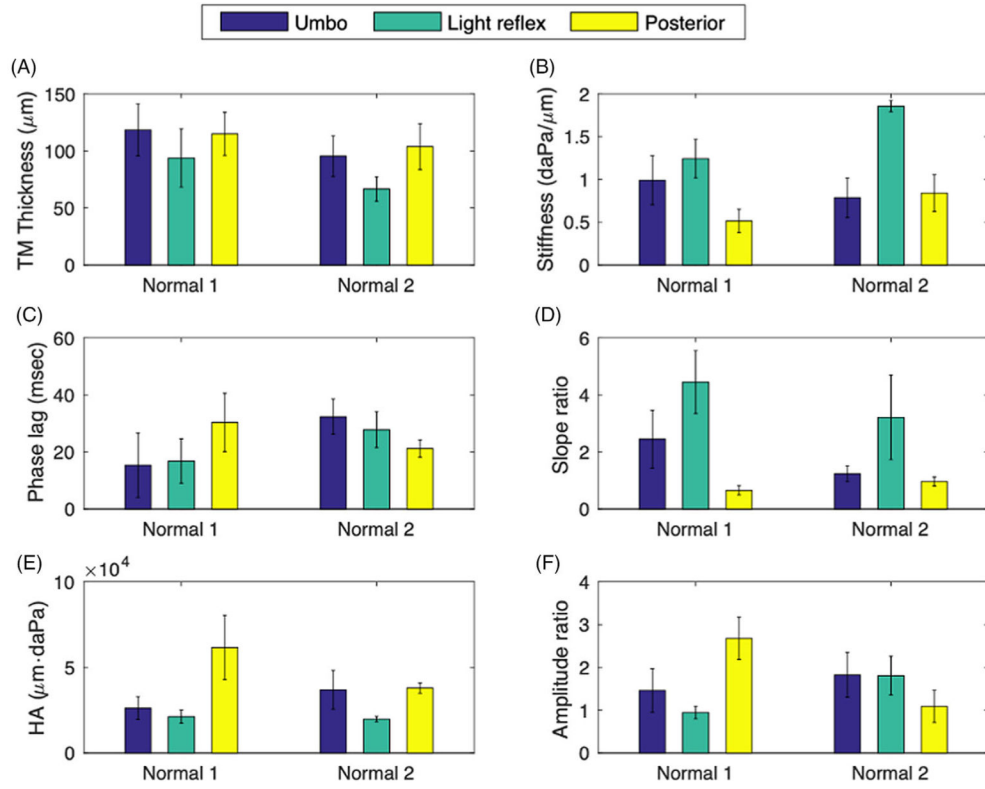 Umbo Light reflex Posterior
(A)
TM Thickness (μm)
150
100
50
0
Normal 1 Normal 2
(B)
Stiffness (daPa/μm)
2
1.5
1
0.5
0
Normal 1 Normal 2
(C)
Phase lag (msec)
60
40
20
0
Normal 1 Normal 2
(D)
Slope ratio
6
4
2
0
Normal 1 Normal 2
(E)
×10⁴
HA (μm·daPa)
10
5
0
Normal 1 Normal 2
(F)
Amplitude ratio
4
3
2
1
0
Normal 1 Normal 2